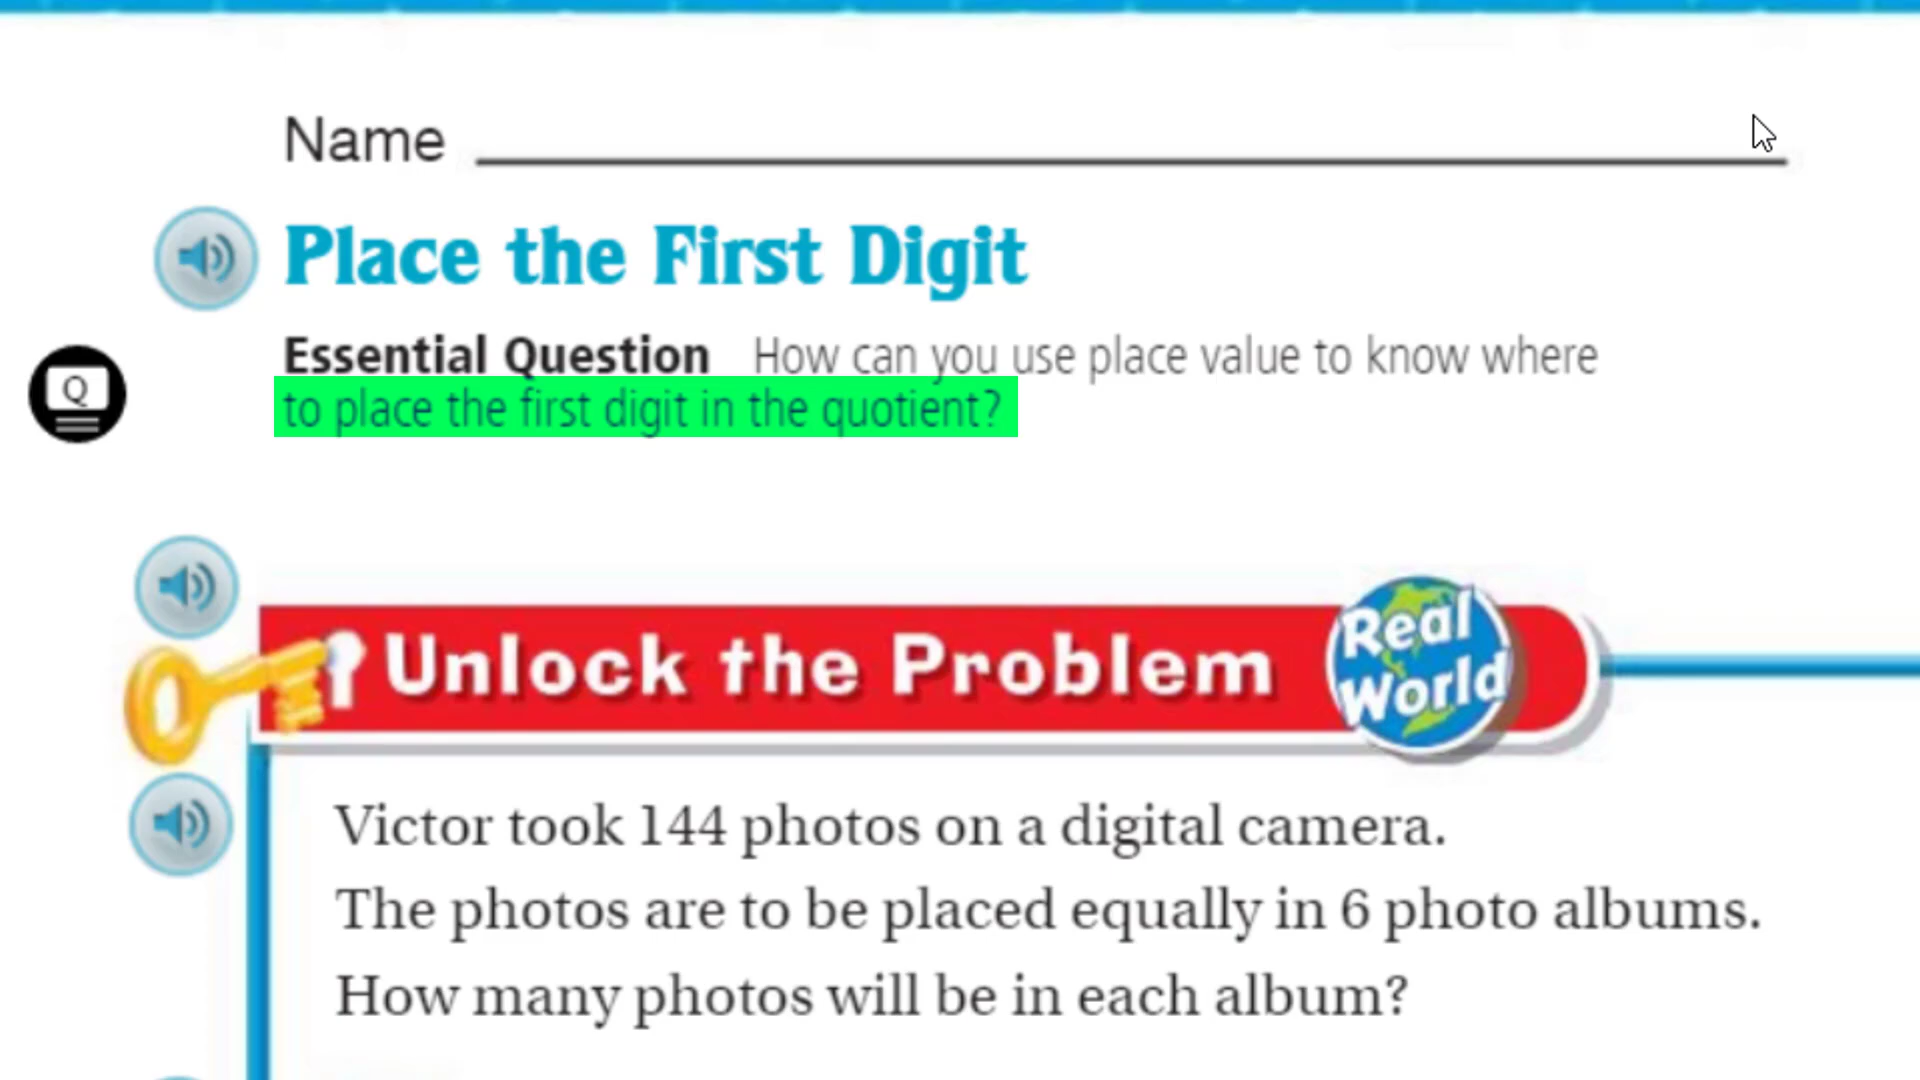 Name
Place the First Digit
Essential Question How can you use place value to know where
to place the first digit in the quotient?
Q
Unlock the Problem
Real
World
Victor took 144 photos on a digital camera.
The photos are to be placed equally in 6 photo albums.
How many photos will be in each album?